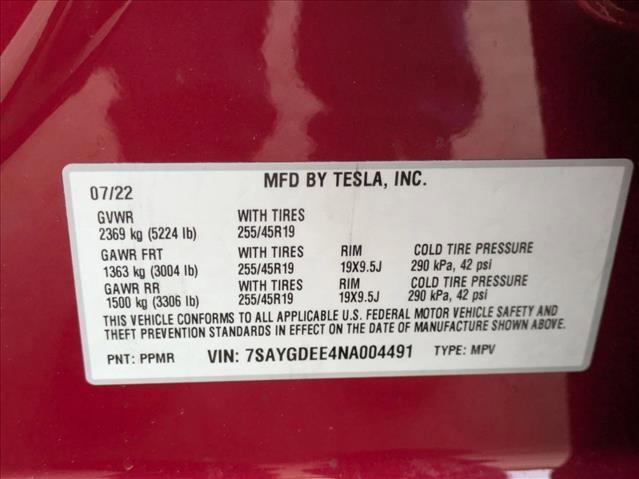 07/22 MFD BY TESLA, INC.
GVWR WITH TIRES
2369 kg (5224 lb) 255/45R19
GAWR FRT WITH TIRES RIM COLD TIRE PRESSURE
1363 kg (3004 lb) 255/45R19 19X9.5J 290 kPa, 42 psi
GAWR RR WITH TIRES RIM COLD TIRE PRESSURE
1500 kg (3306 lb) 255/45R19 19X9.5J 290 kPa, 42 psi
THIS VEHICLE CONFORMS TO ALL APPLICABLE U.S. FEDERAL MOTOR VEHICLE SAFETY AND
THEFT PREVENTION STANDARDS IN EFFECT ON THE DATE OF MANUFACTURE SHOWN ABOVE.
PNT: PPMR VIN: 7SAYGDEE4NA004491 TYPE: MPV